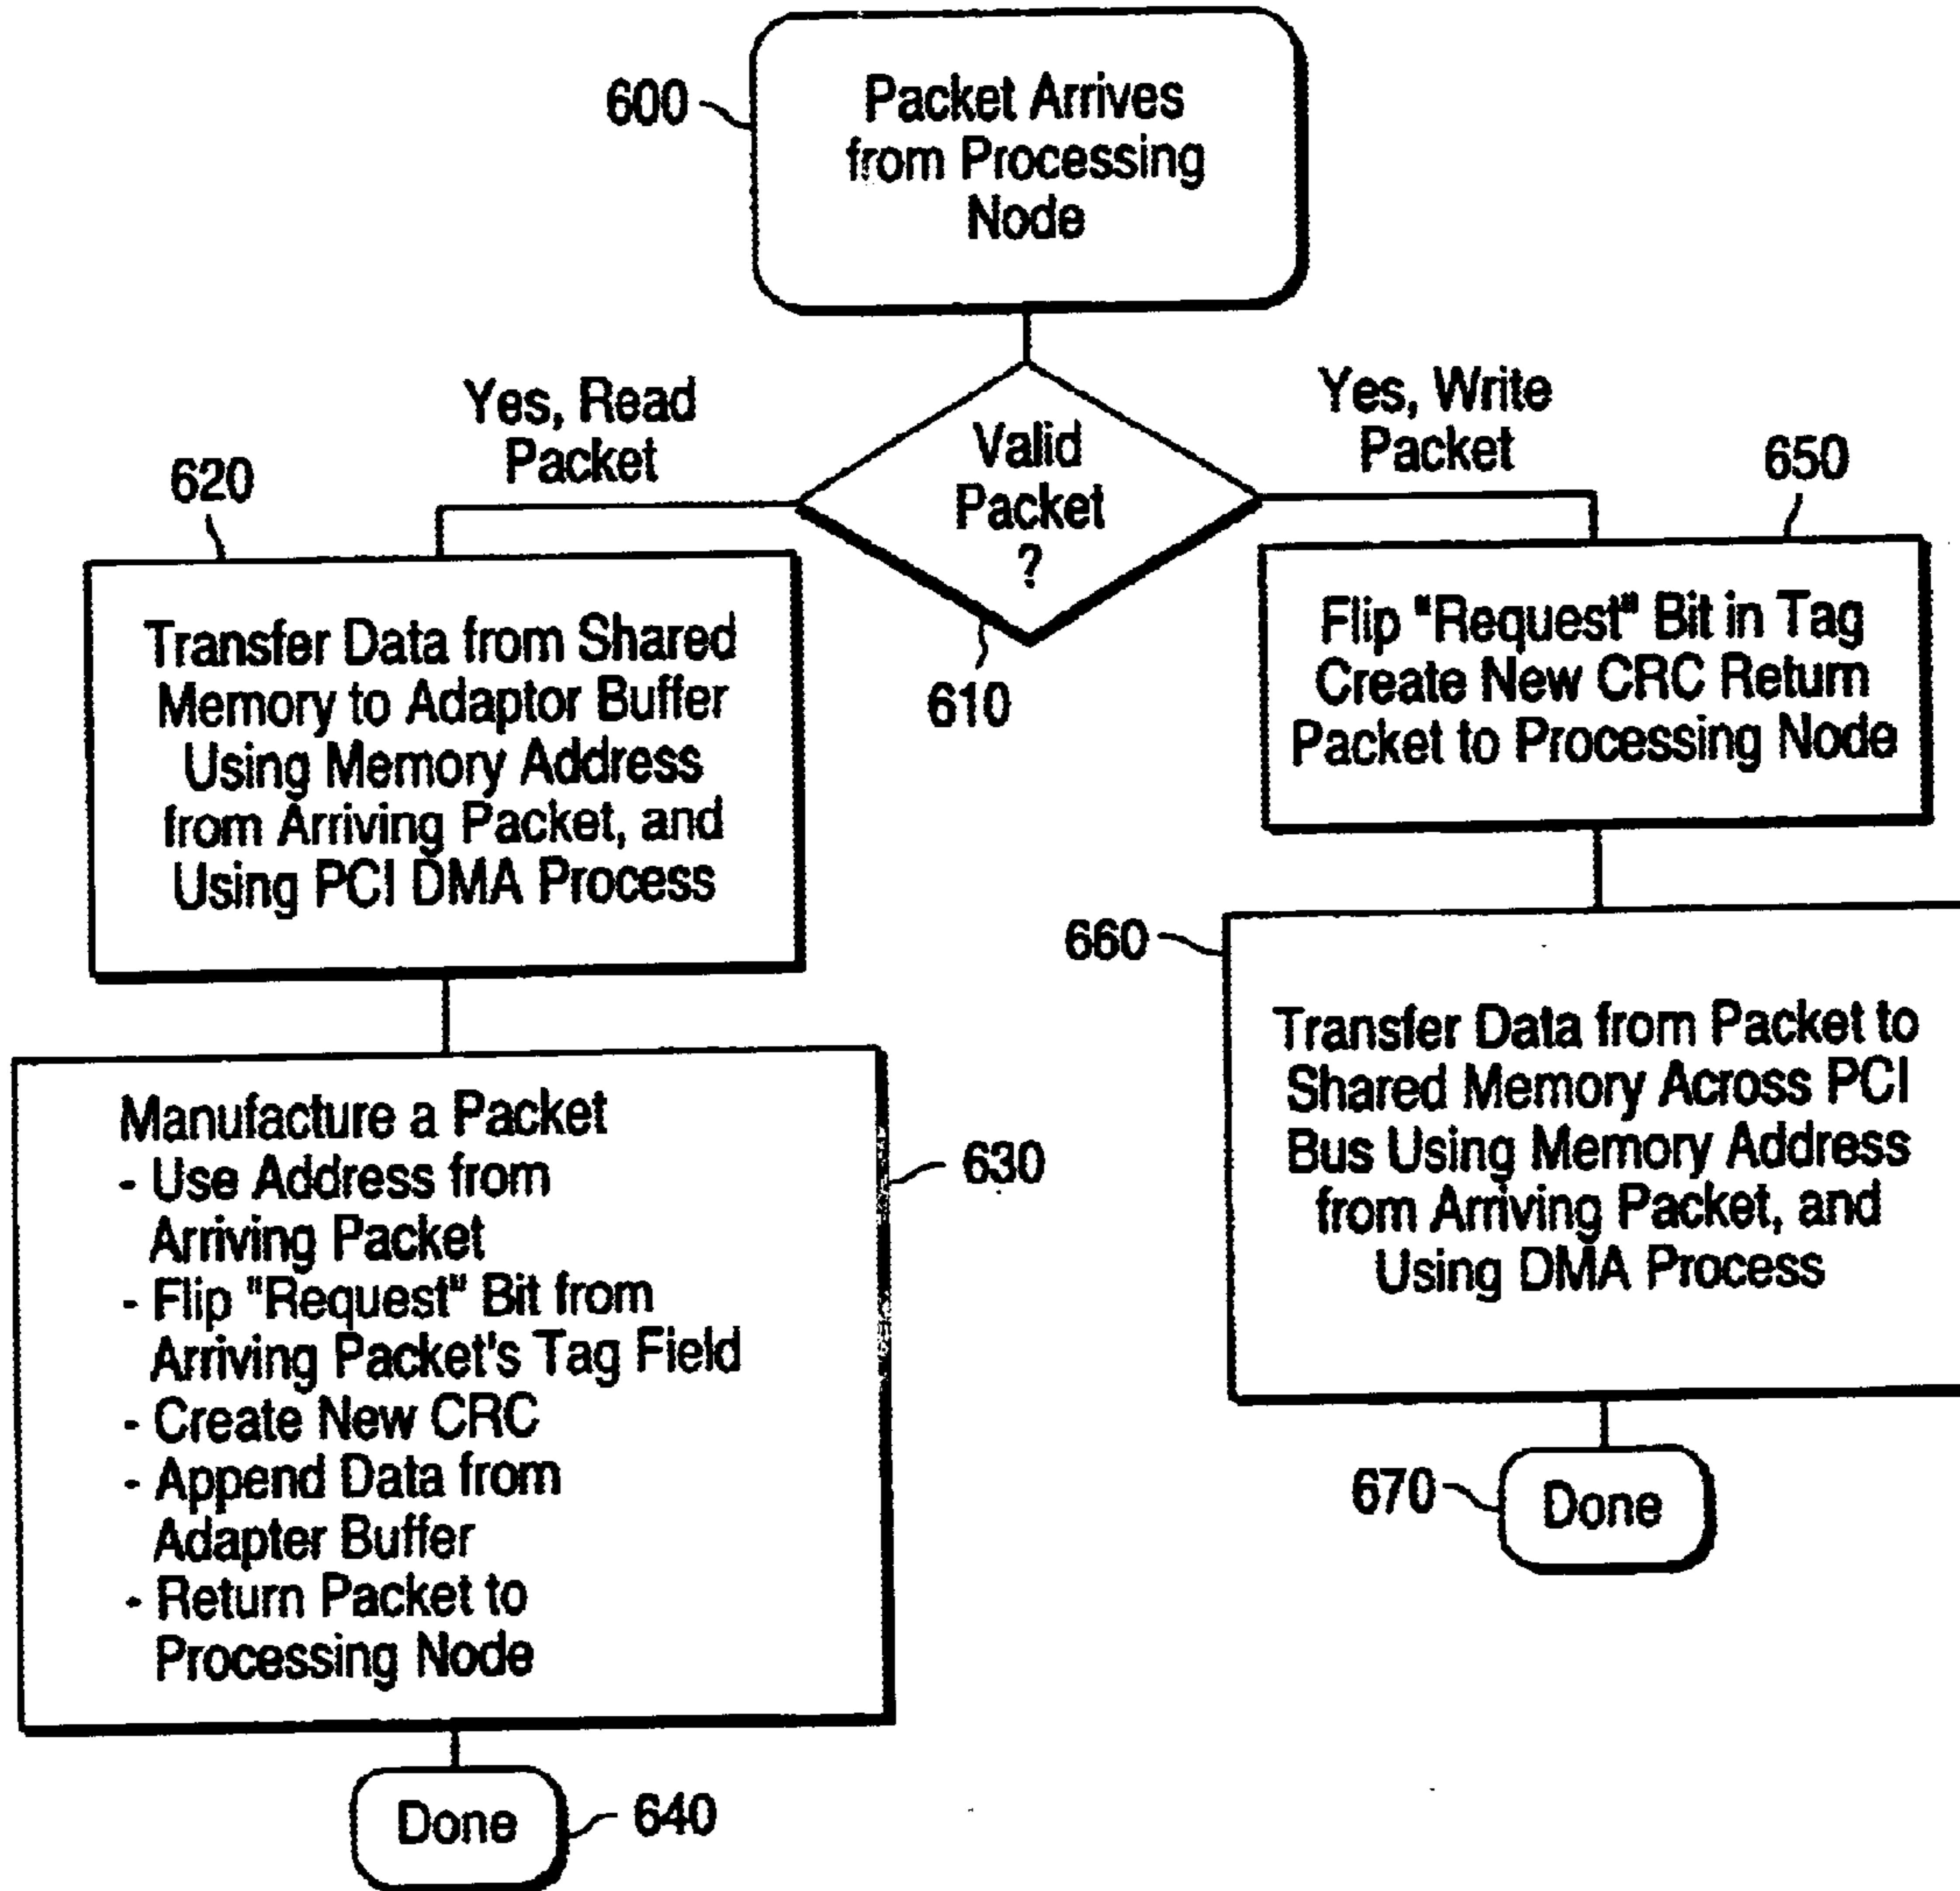 600
Packet Arrives
from Processing
Node
Yes, Read
Packet
Valid
Packet
?
610
Yes, Write
Packet
620
Transfer Data from Shared
Memory to Adaptor Buffer
Using Memory Address
from Arriving Packet, and
Using PCI DMA Process
650
Flip "Request" Bit in Tag
Create New CRC Return
Packet to Processing Node
630
Manufacture a Packet
- Use Address from
Arriving Packet
- Flip "Request" Bit from
Arriving Packet's Tag Field
- Create New CRC
- Append Data from
Adapter Buffer
- Return Packet to
Processing Node
660
Transfer Data from Packet to
Shared Memory Across PCI
Bus Using Memory Address
from Arriving Packet, and
Using DMA Process
Done
640
670
Done